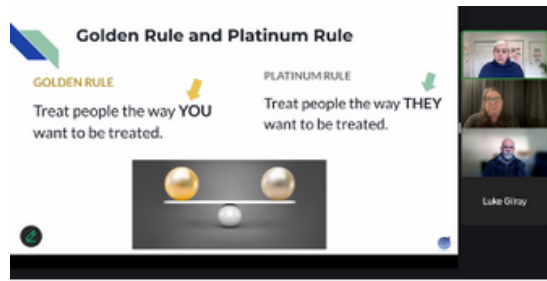 Golden Rule and Platinum Rule
GOLDEN RULE
Treat people the way YOU
want to be treated.
PLATINUM RULE
Treat people the way THEY
want to be treated.
Luke Gilray